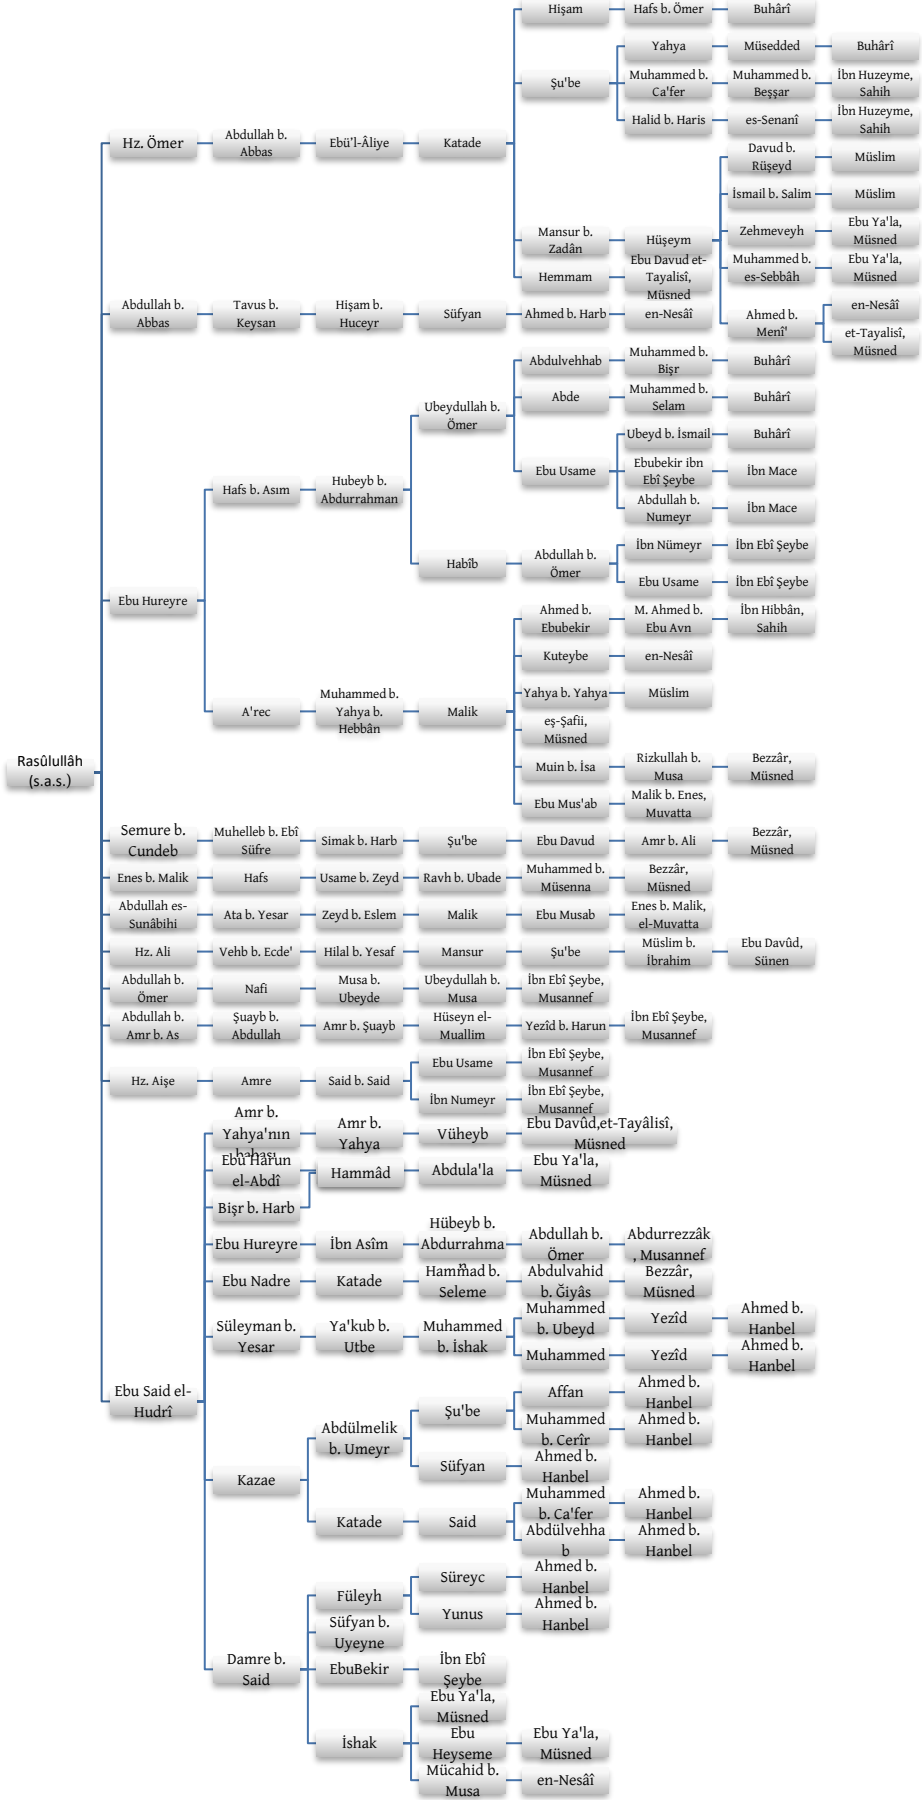 Hişam
Hafs b. Ömer
Buhârî
Yahya
Müsedded
Buhârî
Şu'be
Muhammed b.
Ca'fer
Muhammed b.
Beşşar
İbn Huzeyme,
Sahih
Halid b. Haris
es-Senanî
İbn Huzeyme,
Sahih
Hz. Ömer
Abdullah b.
Abbas
Ebü'l-Âliye
Katade
Davud b.
Rüşeyd
Müslim
İsmail b. Salim
Müslim
Mansur b.
Zadân
Hüşeym
Zehmeveyh
Ebu Ya'la,
Müsned
Muhammed b.
es-Sebbâh
Ebu Ya'la,
Müsned
Hemmam
Ebu Davud et-
Tayalisî,
Müsned
Ahmed b.
Menî'
en-Nesâî
et-Tayalisî,
Müsned
Abdullah b.
Abbas
Tavus b.
Keysan
Hişam b.
Huceyr
Süfyan
Ahmed b. Harb
en-Nesâî
Abdulvehhab
Muhammed b.
Bişr
Buhârî
Ubeydullah b.
Ömer
Abde
Muhammed b.
Selam
Buhârî
Ebu Usame
Ubeyd b. İsmail
Buhârî
Ebubekir ibn
Ebî Şeybe
İbn Mace
Abdullah b.
Numeyr
İbn Mace
Hafs b. Asım
Hubeyb b.
Abdurrahman
Habîb
Abdullah b.
Ömer
İbn Nümeyr
İbn Ebî Şeybe
Ebu Usame
İbn Ebî Şeybe
Ebu Hureyre
Ahmed b.
Ebubekir
M. Ahmed b.
Ebu Avn
İbn Hibbân,
Sahih
Kuteybe
en-Nesâî
Yahya b. Yahya
Müslim
A'rec
Muhammed b.
Yahya b.
Hebbân
Malik
eş-Şafii,
Müsned
Muin b. İsa
Rizkullah b.
Musa
Bezzâr,
Müsned
Ebu Mus'ab
Malik b. Enes,
Muvatta
Rasûlullâh
(s.a.s.)
Semure b.
Cundeb
Muhelleb b. Ebî
Süfre
Simak b. Harb
Şu'be
Ebu Davud
Amr b. Ali
Bezzâr,
Müsned
Enes b. Malik
Hafs
Usame b. Zeyd
Ravh b. Ubade
Muhammed b.
Müsenna
Bezzâr,
Müsned
Abdullah es-
Sunâbihi
Ata b. Yesar
Zeyd b. Eslem
Malik
Ebu Musab
Enes b. Malik,
el-Muvatta
Hz. Ali
Vehb b. Ecde'
Hilal b. Yesaf
Mansur
Şu'be
Müslim b.
İbrahim
Ebu Davûd,
Sünen
Abdullah b.
Ömer
Nafi
Musa b.
Ubeyde
Ubeydullah b.
Musa
İbn Ebî Şeybe,
Musannef
Abdullah b.
Amr b. As
Şuayb b.
Abdullah
Amr b. Şuayb
Hüseyn el-
Muallim
Yezîd b. Harun
İbn Ebî Şeybe,
Musannef
Hz. Aişe
Amre
Said b. Said
Ebu Usame
İbn Ebî Şeybe,
Musannef
İbn Numeyr
İbn Ebî Şeybe,
Musannef
Amr b.
Yahya'nın
babası
Amr b.
Yahya
Vüheyb
Ebu Davûd,et-Tayâlisî,
Müsned
Ebu Harun
el-Abdî
Hammâd
Abdula'la
Ebu Ya'la,
Müsned
Bişr b. Harb
Ebu Hureyre
İbn Asîm
Hübeyb b.
Abdurrahma
n
Abdullah b.
Ömer
Abdurrezzâk
, Musannef
Ebu Nadre
Katade
Hammad b.
Seleme
Abdulvahid
b. Ğiyâs
Bezzâr,
Müsned
Süleyman b.
Yesar
Ya'kub b.
Utbe
Muhammed
b. İshak
Muhammed
b. Ubeyd
Yezîd
Ahmed b.
Hanbel
Muhammed
Yezîd
Ahmed b.
Hanbel
Ebu Said el-
Hudrî
Kazae
Abdülmelik
b. Umeyr
Şu'be
Affan
Ahmed b.
Hanbel
Muhammed
b. Cerîr
Ahmed b.
Hanbel
Süfyan
Ahmed b.
Hanbel
Katade
Said
Muhammed
b. Ca'fer
Ahmed b.
Hanbel
Abdülvehha
b
Ahmed b.
Hanbel
Damre b.
Said
Füleyh
Süreyc
Ahmed b.
Hanbel
Yunus
Ahmed b.
Hanbel
Süfyan b.
Uyeyne
EbuBekir
İbn Ebî
Şeybe
İshak
Ebu Ya'la,
Müsned
Ebu
Heyseme
Ebu Ya'la,
Müsned
Mücahid b.
Musa
en-Nesâî